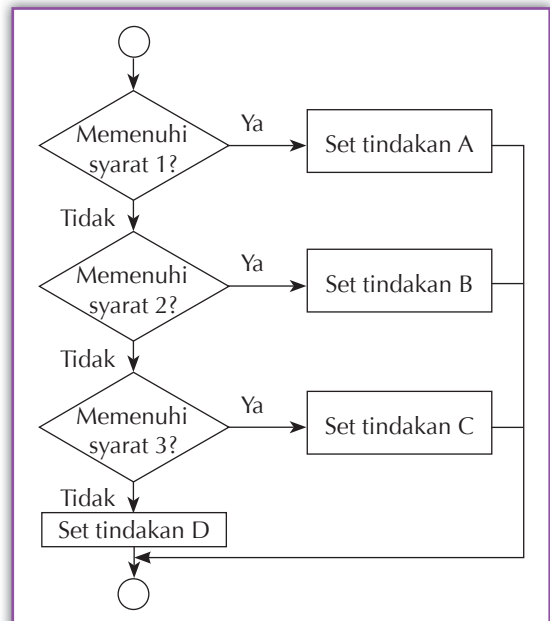 Memenuhi
syarat 1?
Ya
Set tindakan A
Tidak
Memenuhi
syarat 2?
Ya
Set tindakan B
Tidak
Memenuhi
syarat 3?
Ya
Set tindakan C
Tidak
Set tindakan D